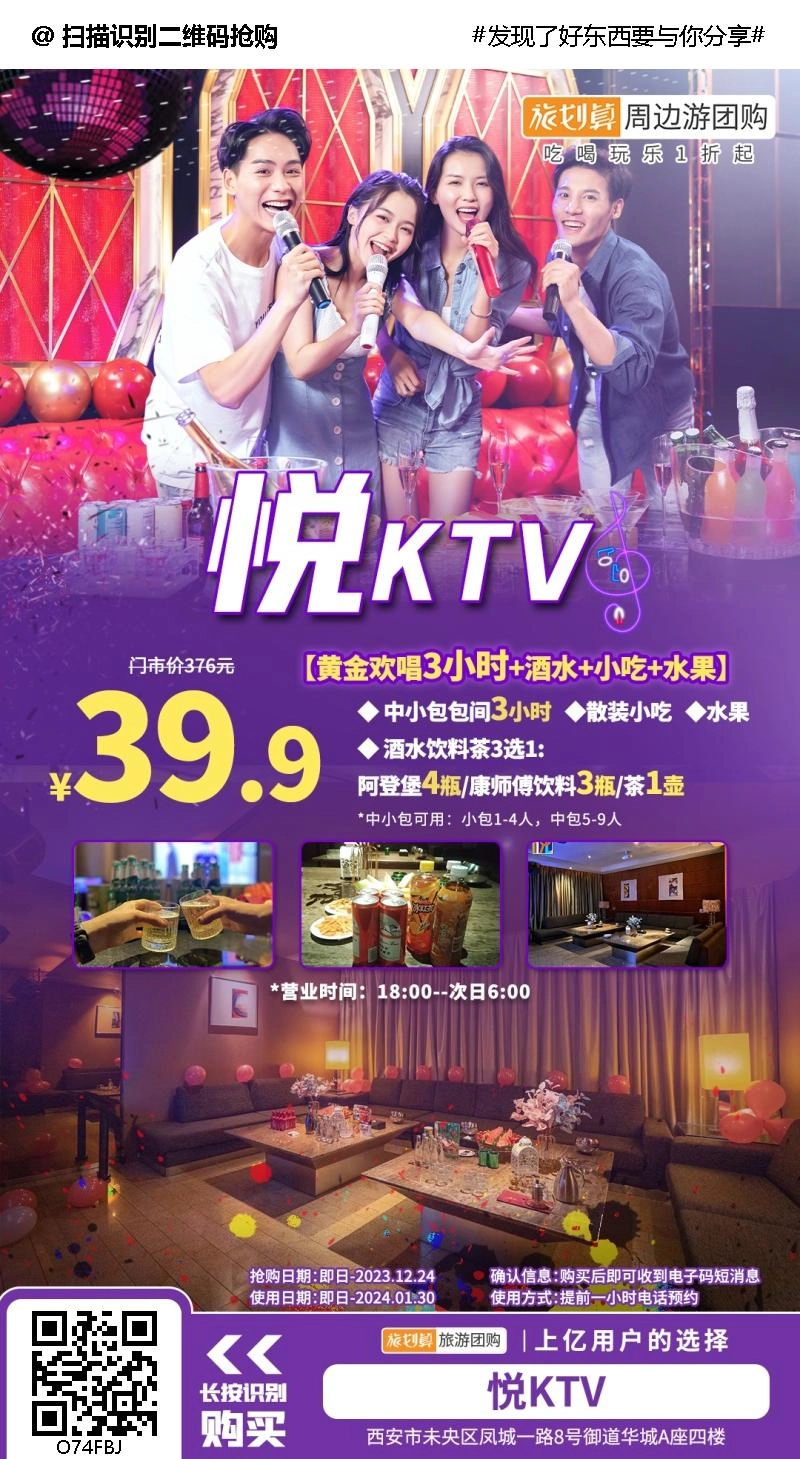 @ 扫描识别二维码抢购
#发现了好东西要与你分享#
旅划算 周边游团购
吃喝玩乐1折起
悦KTV
门市价376元
¥39.9
【黄金欢唱3小时+酒水+小吃+水果】
◆中小包包间3小时 ◆散装小吃 ◆水果
◆酒水饮料茶3选1:
阿登堡4瓶/康师傅饮料3瓶/茶1壶
*中小包可用：小包1-4人，中包5-9人
*营业时间：18:00--次日6:00
抢购日期:即日-2023.12.24
使用日期:即日-2024.01.30
确认信息:购买后即可收到电子码短消息
使用方式:提前一小时电话预约
O74FBJ
长按识别
购买
旅划算 旅游团购 | 上亿用户的选择
悦KTV
西安市未央区凤城一路8号御道华城A座四楼